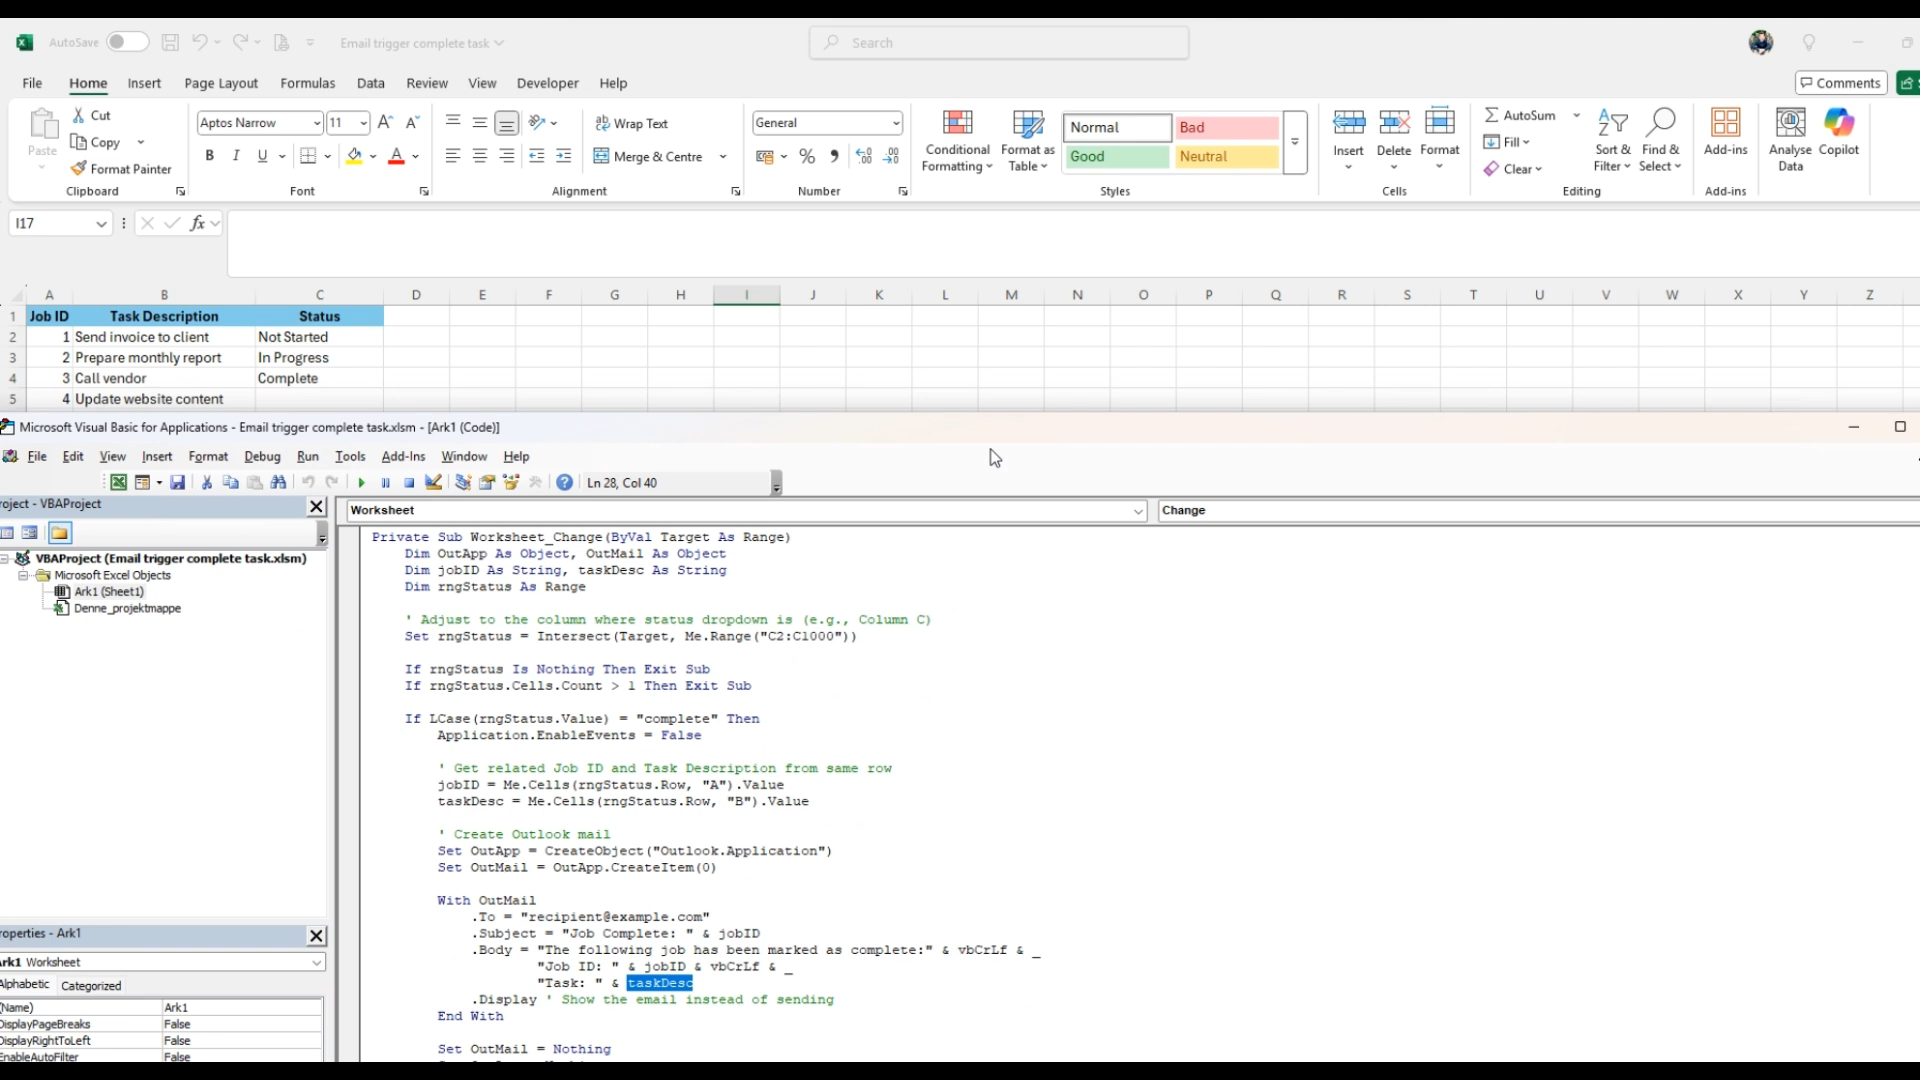 AutoSave
Email trigger complete task
Search
File Home Insert Page Layout Formulas Data Review View Developer Help
Comments
Paste
Cut
Copy
Format Painter
Clipboard
Aptos Narrow 11
B I U
Font
Wrap Text
Merge & Centre
Alignment
General
Number
Conditional Formatting
Format as Table
Normal Bad
Good Neutral
Styles
Insert Delete Format
Cells
AutoSum
Fill
Clear
Sort & Filter
Find & Select
Editing
Add-ins
Add-ins
Analyse Data
Copilot
I17
fx
A B C D E F G H I J K L M N O P Q R S T U V W X Y Z
1 Job ID Task Description Status
2 1 Send invoice to client Not Started
3 2 Prepare monthly report In Progress
4 3 Call vendor Complete
5 4 Update website content
Microsoft Visual Basic for Applications - Email trigger complete task.xlsm - [Ark1 (Code)]
File Edit View Insert Format Debug Run Tools Add-Ins Window Help
Ln 28, Col 40
roject - VBAProject
VBAProject (Email trigger complete task.xlsm)
Microsoft Excel Objects
Ark1 (Sheet1)
Denne_projektmappe
roperties - Ark1
Ark1 Worksheet
Alphabetic Categorized
(Name) Ark1
DisplayPageBreaks False
DisplayRightToLeft False
EnableAutoFilter False
Worksheet Change
Private Sub Worksheet_Change(ByVal Target As Range)
Dim OutApp As Object, OutMail As Object
Dim jobID As String, taskDesc As String
Dim rngStatus As Range
' Adjust to the column where status dropdown is (e.g., Column C)
Set rngStatus = Intersect(Target, Me.Range("C2:C1000"))
If rngStatus Is Nothing Then Exit Sub
If rngStatus.Cells.Count > 1 Then Exit Sub
If LCase(rngStatus.Value) = "complete" Then
Application.EnableEvents = False
' Get related Job ID and Task Description from same row
jobID = Me.Cells(rngStatus.Row, "A").Value
taskDesc = Me.Cells(rngStatus.Row, "B").Value
' Create Outlook mail
Set OutApp = CreateObject("Outlook.Application")
Set OutMail = OutApp.CreateItem(0)
With OutMail
.To = "recipient@example.com"
.Subject = "Job Complete: " & jobID
.Body = "The following job has been marked as complete:" & vbCrLf & _
"Job ID: " & jobID & vbCrLf & _
"Task: " & taskDesc
.Display ' Show the email instead of sending
End With
Set OutMail = Nothing